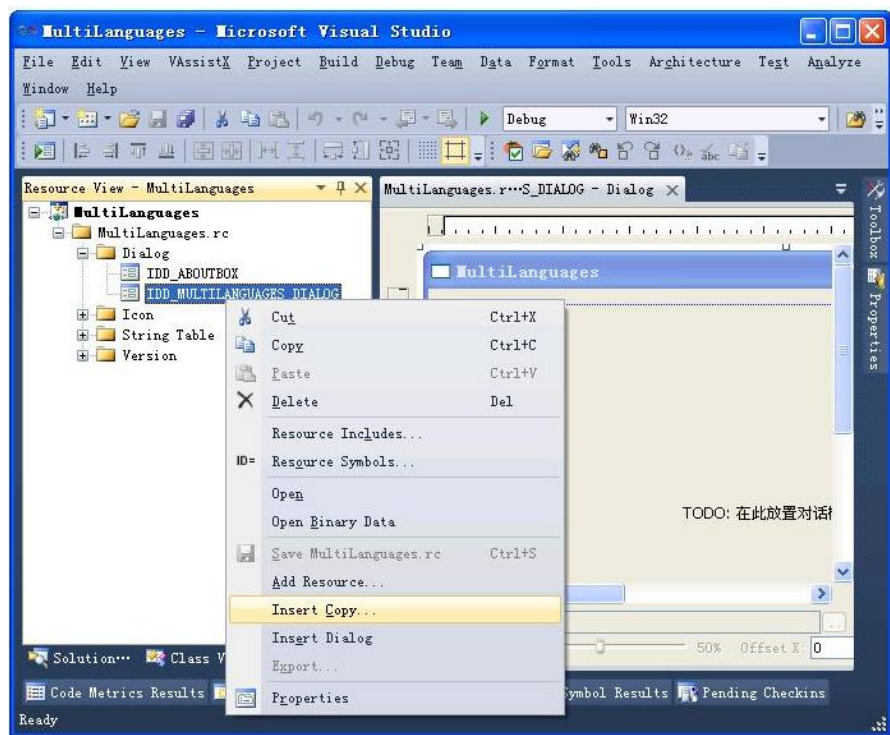 MultiLanguages - Microsoft Visual Studio
File Edit View VAssistX Project Build Debug Team Data Format Tools Architecture Test Analyze
Window Help
Debug Win32
Resource View - MultiLanguages
MultiLanguages.r···S_DIALOG - Dialog
MultiLanguages
MultiLanguages.rc
Dialog
IDD_ABOUTBOX
IDD_MULTILANGUAGES_DIALOG
Icon
String Table
Version
MultiLanguages
Toolbox
Properties
Cut Ctrl+X
Copy Ctrl+C
Paste Ctrl+V
Delete Del
Resource Includes...
ID= Resource Symbols...
Open
Open Binary Data
Save MultiLanguages.rc Ctrl+S
Add Resource...
Insert Copy...
Insert Dialog
Export...
Properties
TODO: 在此放置对话
50% Offset X: 0
Solution··· Class V
Code Metrics Results
Symbol Results Pending Checkins
Ready